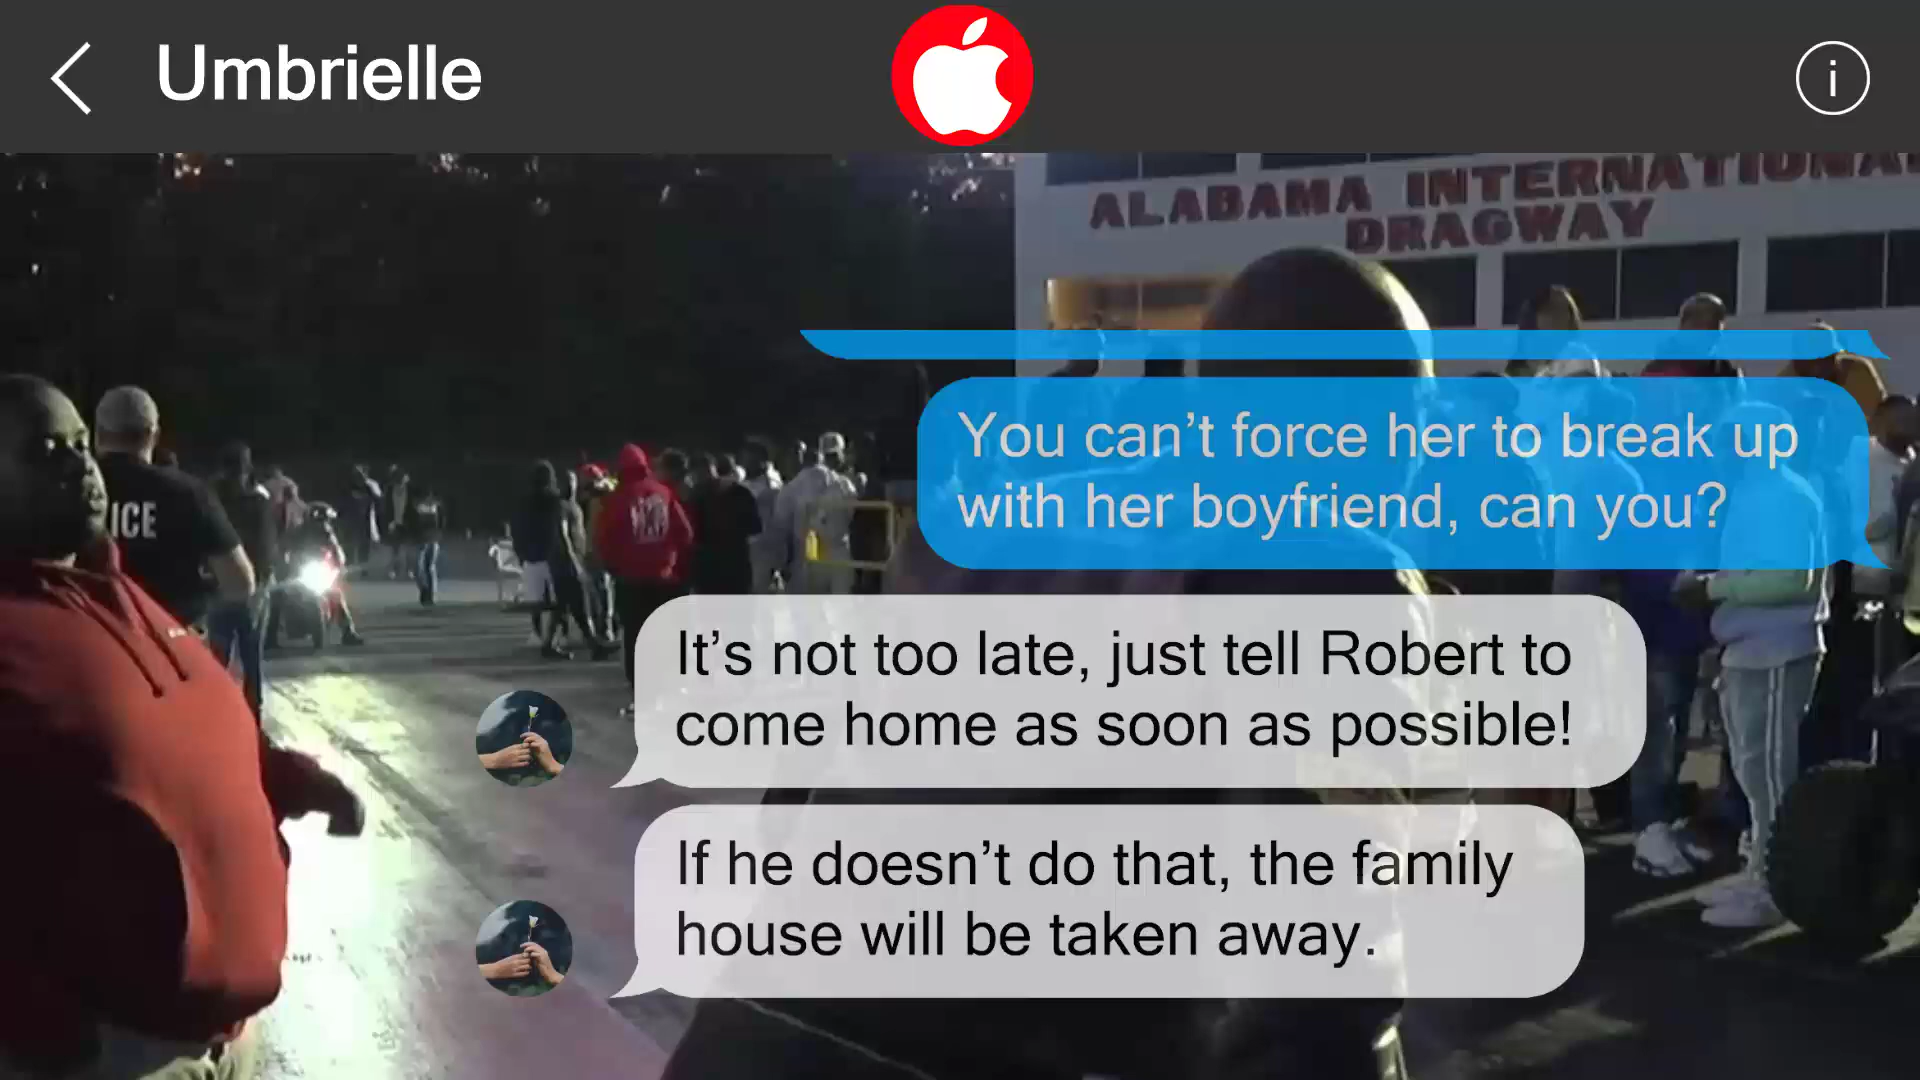 Umbrielle
i
ALABAMA INTERNATIONAL
DRAGWAY
You can’t force her to break up
with her boyfriend, can you?
ICE
It’s not too late, just tell Robert to
come home as soon as possible!
If he doesn’t do that, the family
house will be taken away.